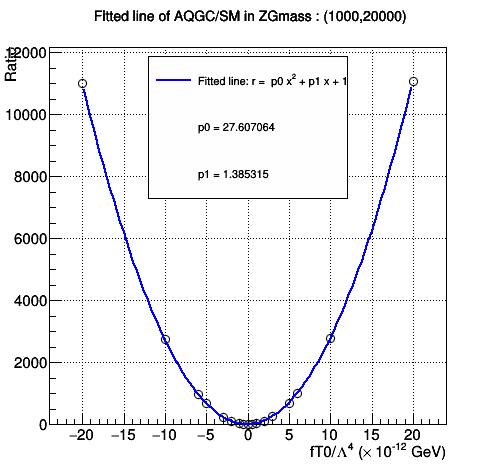 FItted line of AQGC/SM in ZGmass : (1000,20000)
Ratio
12000
10000
8000
6000
4000
2000
0
Fitted line: r = p0 x² + p1 x + 1
p0 = 27.607064
p1 = 1.385315
−20 −15 −10 −5 0 5 10 15 20
fT0/Λ⁴ (× 10⁻¹² GeV)